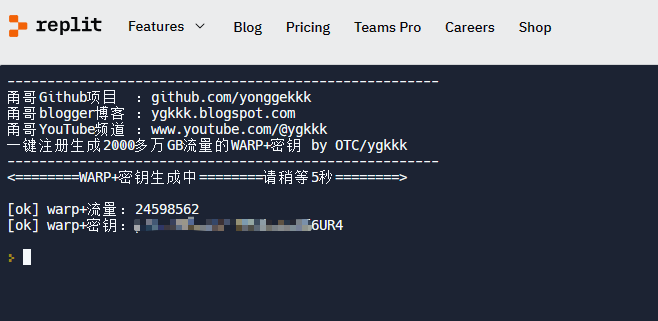 replit Features Blog Pricing Teams Pro Careers Shop
------------------------------------------------------
甬哥Github项目 ：github.com/yonggekkk
甬哥blogger博客 ：ygkkk.blogspot.com
甬哥YouTube频道 ：www.youtube.com/@ygkkk
一键注册生成2000多万GB流量的WARP+密钥 by OTC/ygkkk
------------------------------------------------------
<========WARP+密钥生成中========请稍等5秒========>
[ok] warp+流量：24598562
[ok] warp+密钥：6UR4